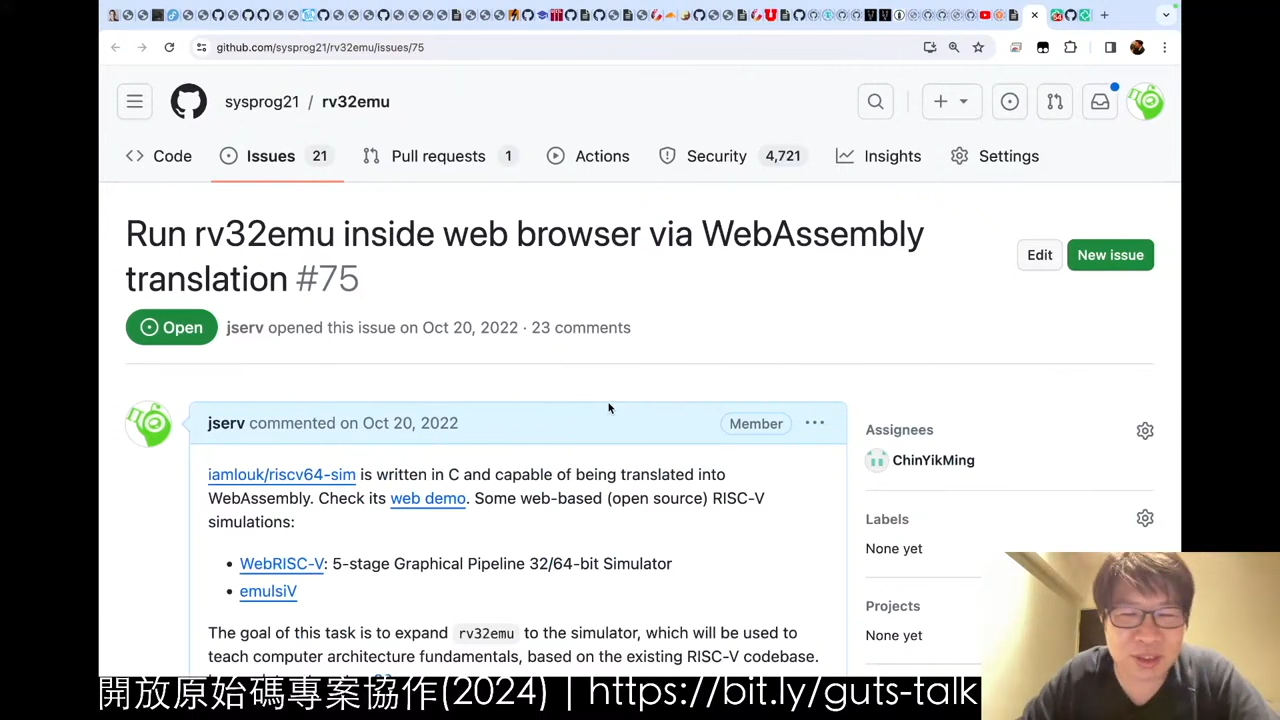 github.com/sysprog21/rv32emu/issues/75
sysprog21 / rv32emu
Code
Issues 21
Pull requests 1
Actions
Security 4,721
Insights
Settings
Run rv32emu inside web browser via WebAssembly
translation #75
Edit
New issue
Open
jserv opened this issue on Oct 20, 2022 · 23 comments
jserv commented on Oct 20, 2022
Member
iamlouk/riscv64-sim is written in C and capable of being translated into
WebAssembly. Check its web demo. Some web-based (open source) RISC-V
simulations:
• WebRISC-V: 5-stage Graphical Pipeline 32/64-bit Simulator
• emulsiV
The goal of this task is to expand rv32emu to the simulator, which will be used to
teach computer architecture fundamentals, based on the existing RISC-V codebase.
Assignees
ChinYikMing
Labels
None yet
Projects
None yet
開放原始碼專案協作(2024) | https://bit.ly/guts-talk